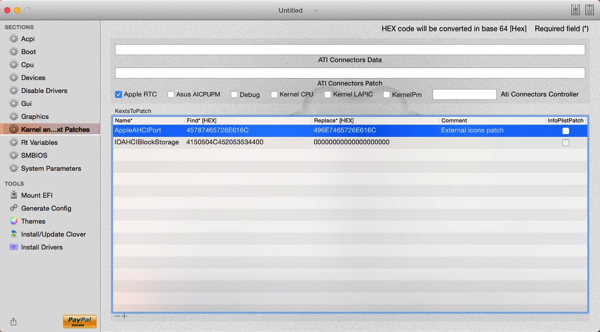 Untitled
SECTIONS
Acpi
Boot
Cpu
Devices
Disable Drivers
Gui
Graphics
Kernel an...xt Patches
Rt Variables
SMBIOS
System Parameters
TOOLS
Mount EFI
Generate Config
Themes
Install/Update Clover
Install Drivers
PayPal
HEX code will be converted in base 64 [Hex] Required field (*)
ATI Connectors Data
ATI Connectors Patch
Apple RTC Asus AICPUPM Debug Kernel CPU Kernel LAPIC KernelPm Ati Connectors Controller
KextsToPatch
Name* Find* [HEX] Replace* [HEX] Comment InfoPlistPatch
AppleAHCIPort 45787465726E616C 496E7465726E616C External icons patch
IOAHCIBlockStorage 4150504C452053534400 00000000000000000000